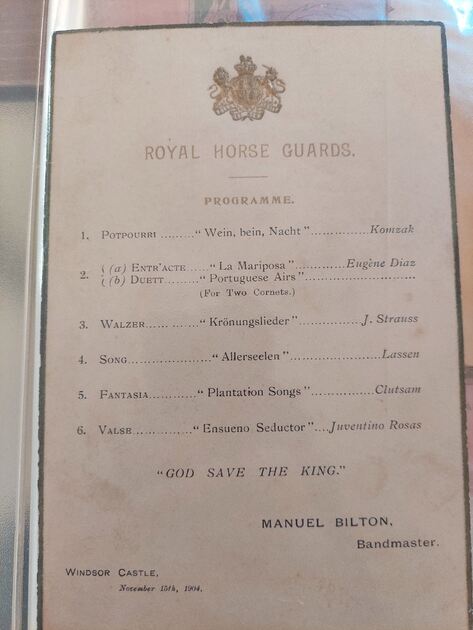 ROYAL HORSE GUARDS.
PROGRAMME.
1. POTPOURRI ......... "Wein, bein, Nacht" .............. Komzak
2. { (a) ENTR'ACTE ..... "La Mariposa" ............. Eugène Diaz
{ (b) DUETT ........ "Portuguese Airs" ..........................
(For Two Cornets.)
3. WALZER ............. "Krönungslieder" ............... J. Strauss
4. SONG .................... "Allerseelen" ..................... Lassen
5. FANTASIA ........... "Plantation Songs" ............... Clutsam
6. VALSE .............. "Ensueno Seductor" .... Juventino Rosas
"GOD SAVE THE KING."
MANUEL BILTON,
Bandmaster.
WINDSOR CASTLE,
November 15th, 1904.